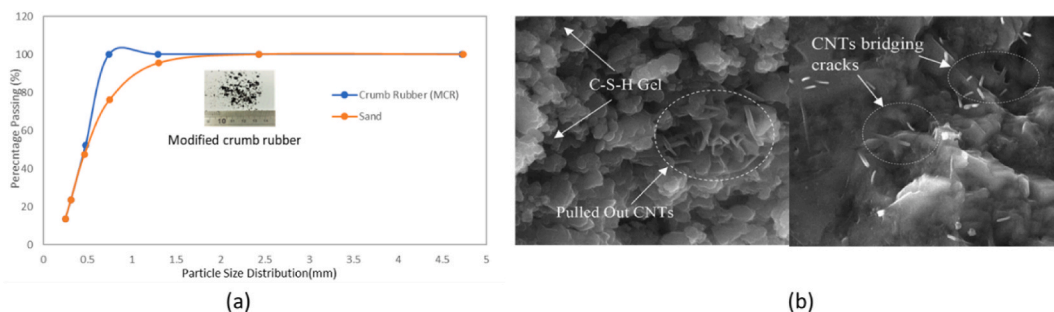 120
100
80
60
40
20
0
Perecntage Passing (%)
0
0.5
1
1.5
2
2.5
3
3.5
4
4.5
5
Particle Size Distribution(mm)
Crumb Rubber (MCR)
Sand
10
Modified crumb rubber
(a)
C-S-H Gel
Pulled Out CNTs
CNTs bridging
cracks
(b)